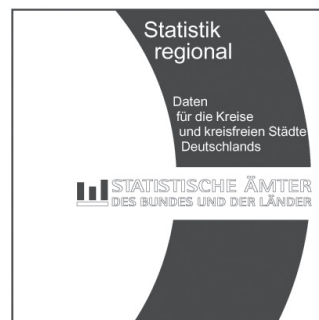 Statistik
regional
Daten
für die Kreise
und kreisfreien Städte
Deutschlands
STATISTISCHE ÄMTER
DES BUNDES UND DER LÄNDER